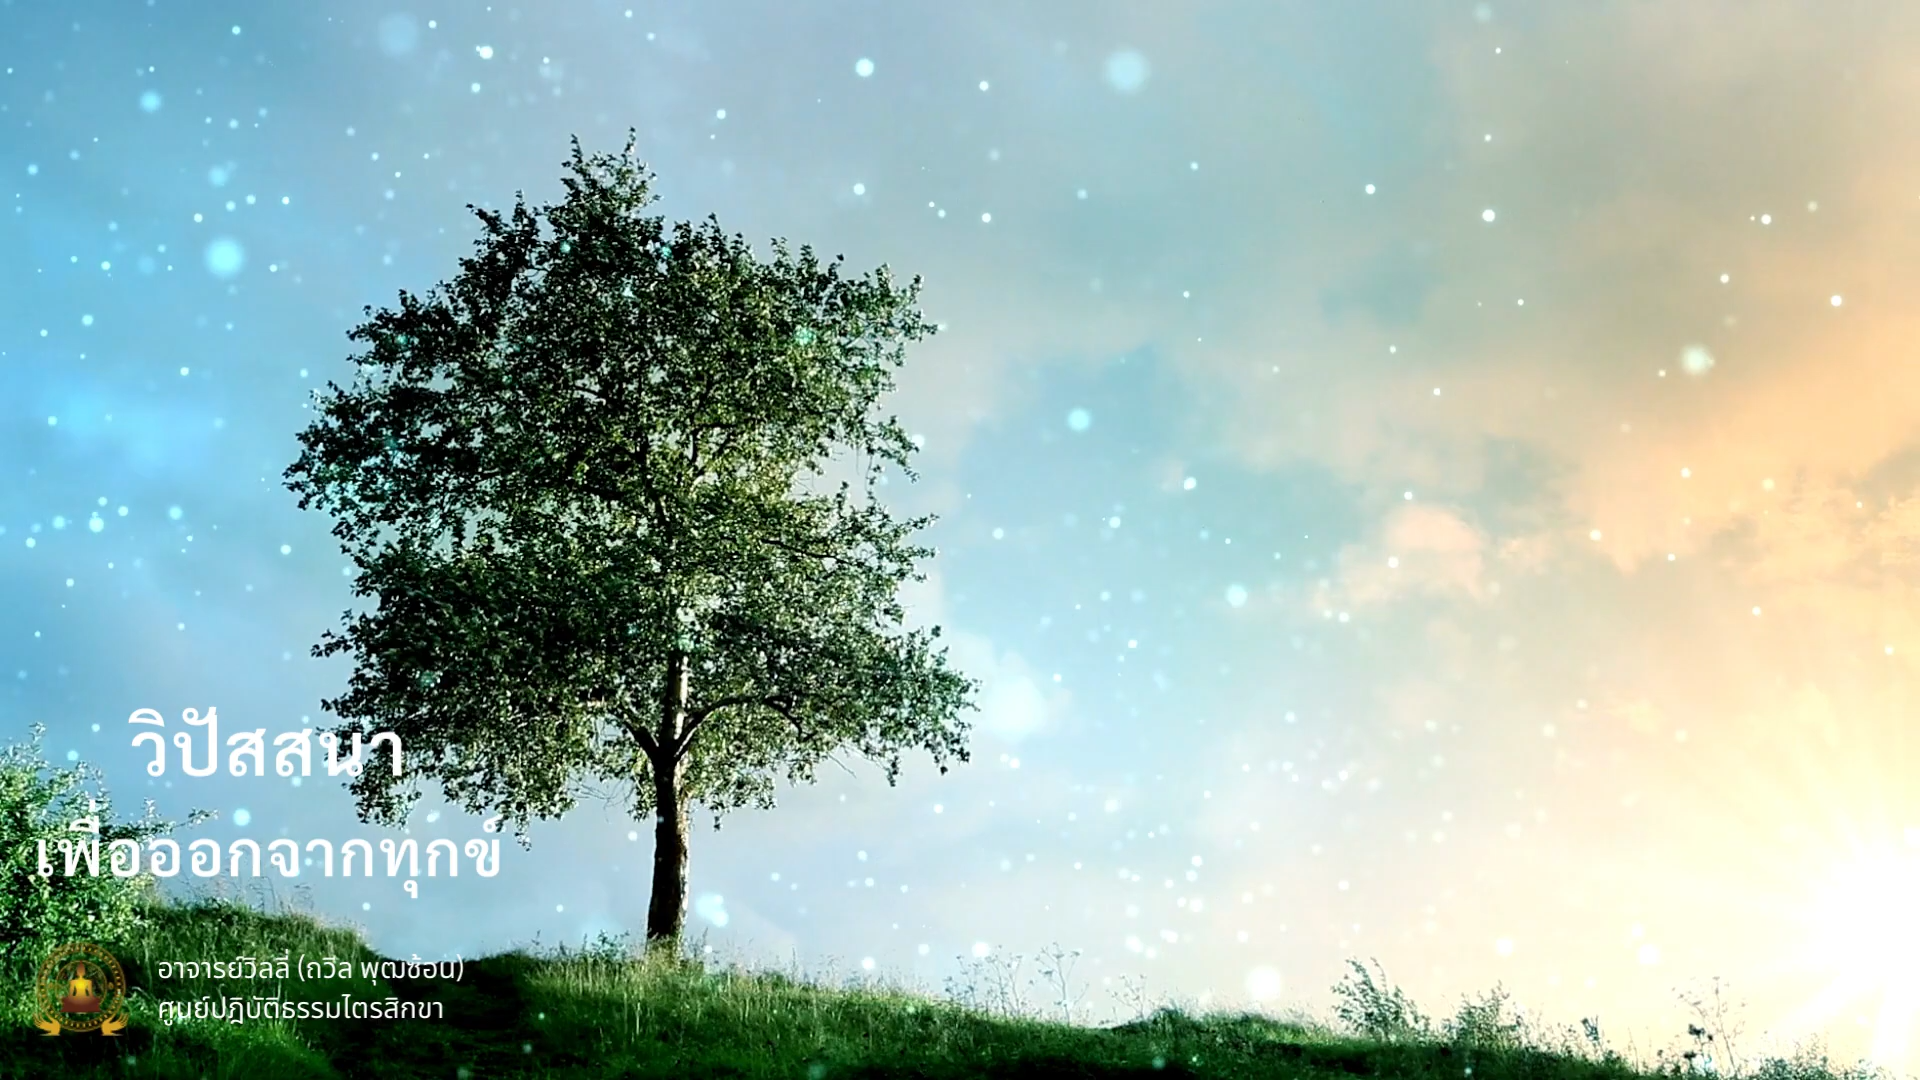 วิปัสสนา
เพื่อออกจากทุกข์
อาจารย์วิลลี่ (ถวิล พุฒซ้อน)
ศูนย์ปฎิบัติธรรมไตรสิกขา